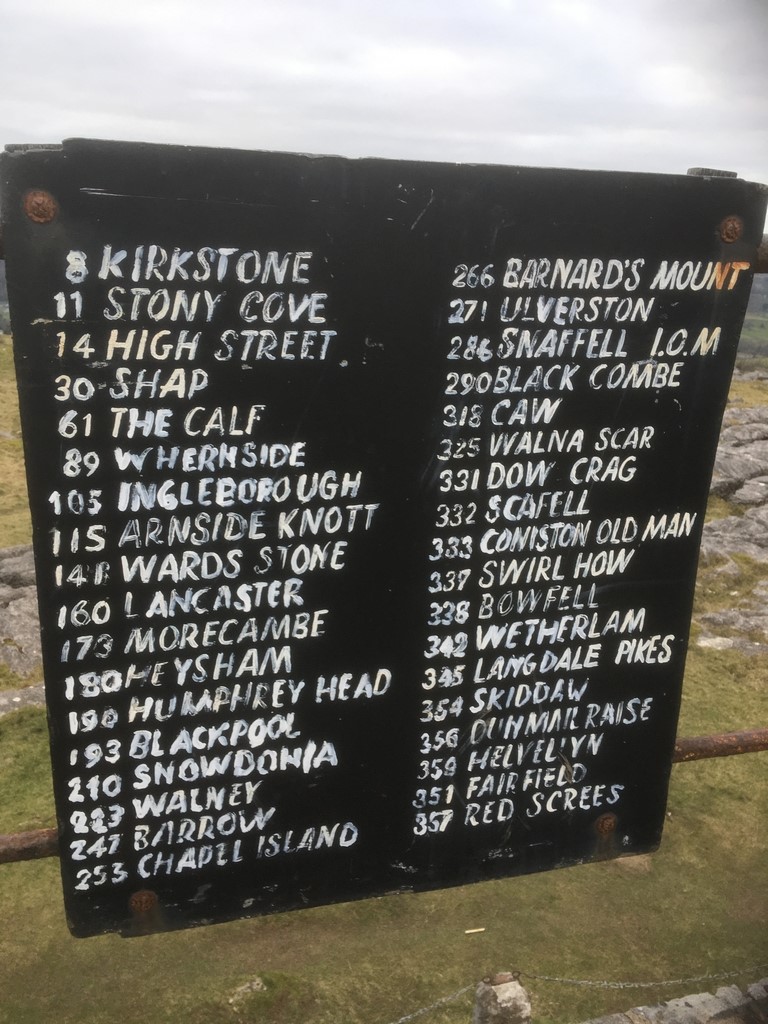 8 KIRKSTONE
11 STONY COVE
14 HIGH STREET
30 SHAP
61 THE CALF
89 WHERNSIDE
105 INGLEBOROUGH
115 ARNSIDE KNOTT
141 WARDS STONE
160 LANCASTER
173 MORECAMBE
180 HEYSHAM
190 HUMPHREY HEAD
193 BLACKPOOL
210 SNOWDONIA
223 WALNEY
247 BARROW
253 CHAPEL ISLAND
266 BARNARD'S MOUNT
271 ULVERSTON
286 SNAFFELL I.O.M
290 BLACK COMBE
318 CAW
325 WALNA SCAR
331 DOW CRAG
332 SCAFELL
333 CONISTON OLD MAN
337 SWIRL HOW
338 BOWFELL
342 WETHERLAM
345 LANGDALE PIKES
354 SKIDDAW
356 DUNMAIL RAISE
359 HELVELLYN
351 FAIRFIELD
357 RED SCREES